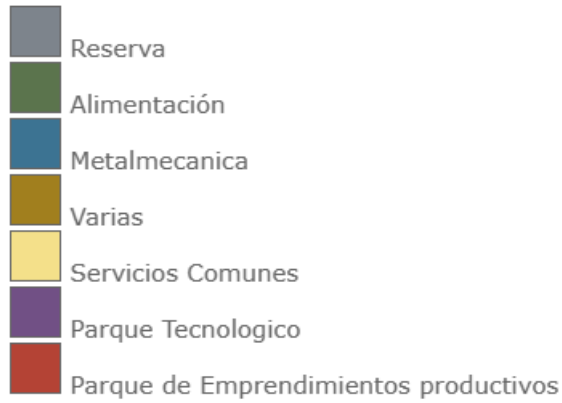 Reserva
Alimentación
Metalmecanica
Varias
Servicios Comunes
Parque Tecnologico
Parque de Emprendimientos productivos